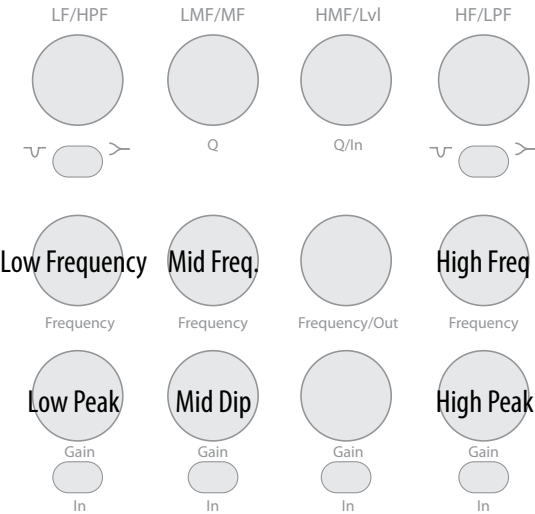 LF/HPF LMF/MF HMF/Lvl HF/LPF
Q Q/In
Low Frequency Mid Freq. High Freq
Frequency Frequency Frequency/Out Frequency
Low Peak Mid Dip High Peak
Gain Gain Gain Gain
In In In In